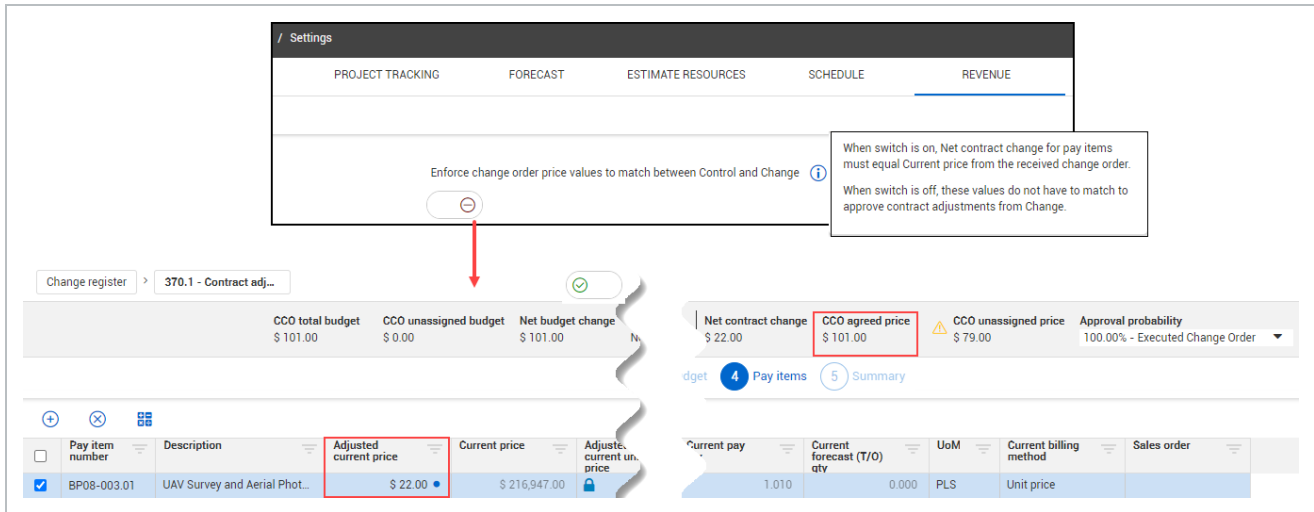 / Settings
PROJECT TRACKING FORECAST ESTIMATE RESOURCES SCHEDULE REVENUE
Enforce change order price values to match between Control and Change
When switch is on, Net contract change for pay items
must equal Current price from the received change order.
When switch is off, these values do not have to match to
approve contract adjustments from Change.
Change register > 370.1 - Contract adj...
CCO total budget CCO unassigned budget Net budget change Net contract change CCO agreed price CCO unassigned price Approval probability
$ 101.00 $ 0.00 $ 101.00 $ 22.00 $ 101.00 $ 79.00 100.00% - Executed Change Order
4 Pay items 5 Summary
Pay item
number
Description
Adjusted
current price
Current price
current
price
Current pay
Current
forecast (T/O)
qty
UoM
Current billing
method
Sales order
BP08-003.01 UAV Survey and Aerial Phot... $ 22.00 $ 216,947.00 1.010 0.000 PLS Unit price